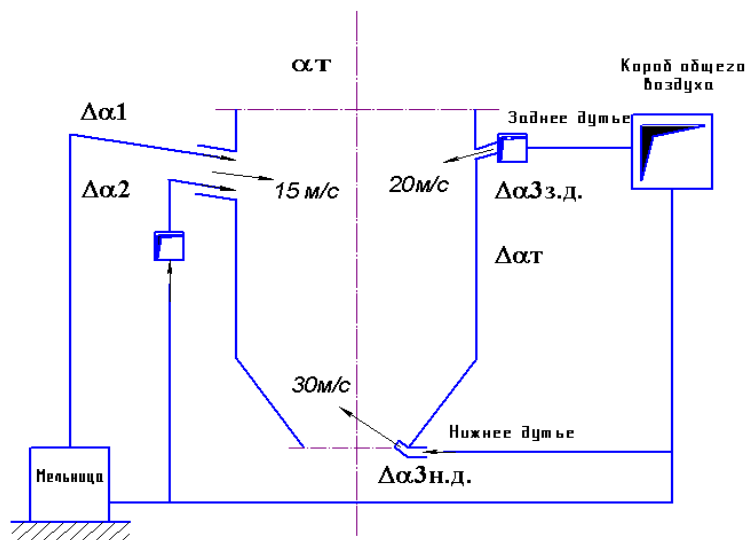 αт
Короб общего
воздуха
Δα1
Заднее дутье
15 м/с
20м/с
Δα2
Δα3з.д.
Δαт
30м/с
Нижнее дутье
Δα3н.д.
Мельница